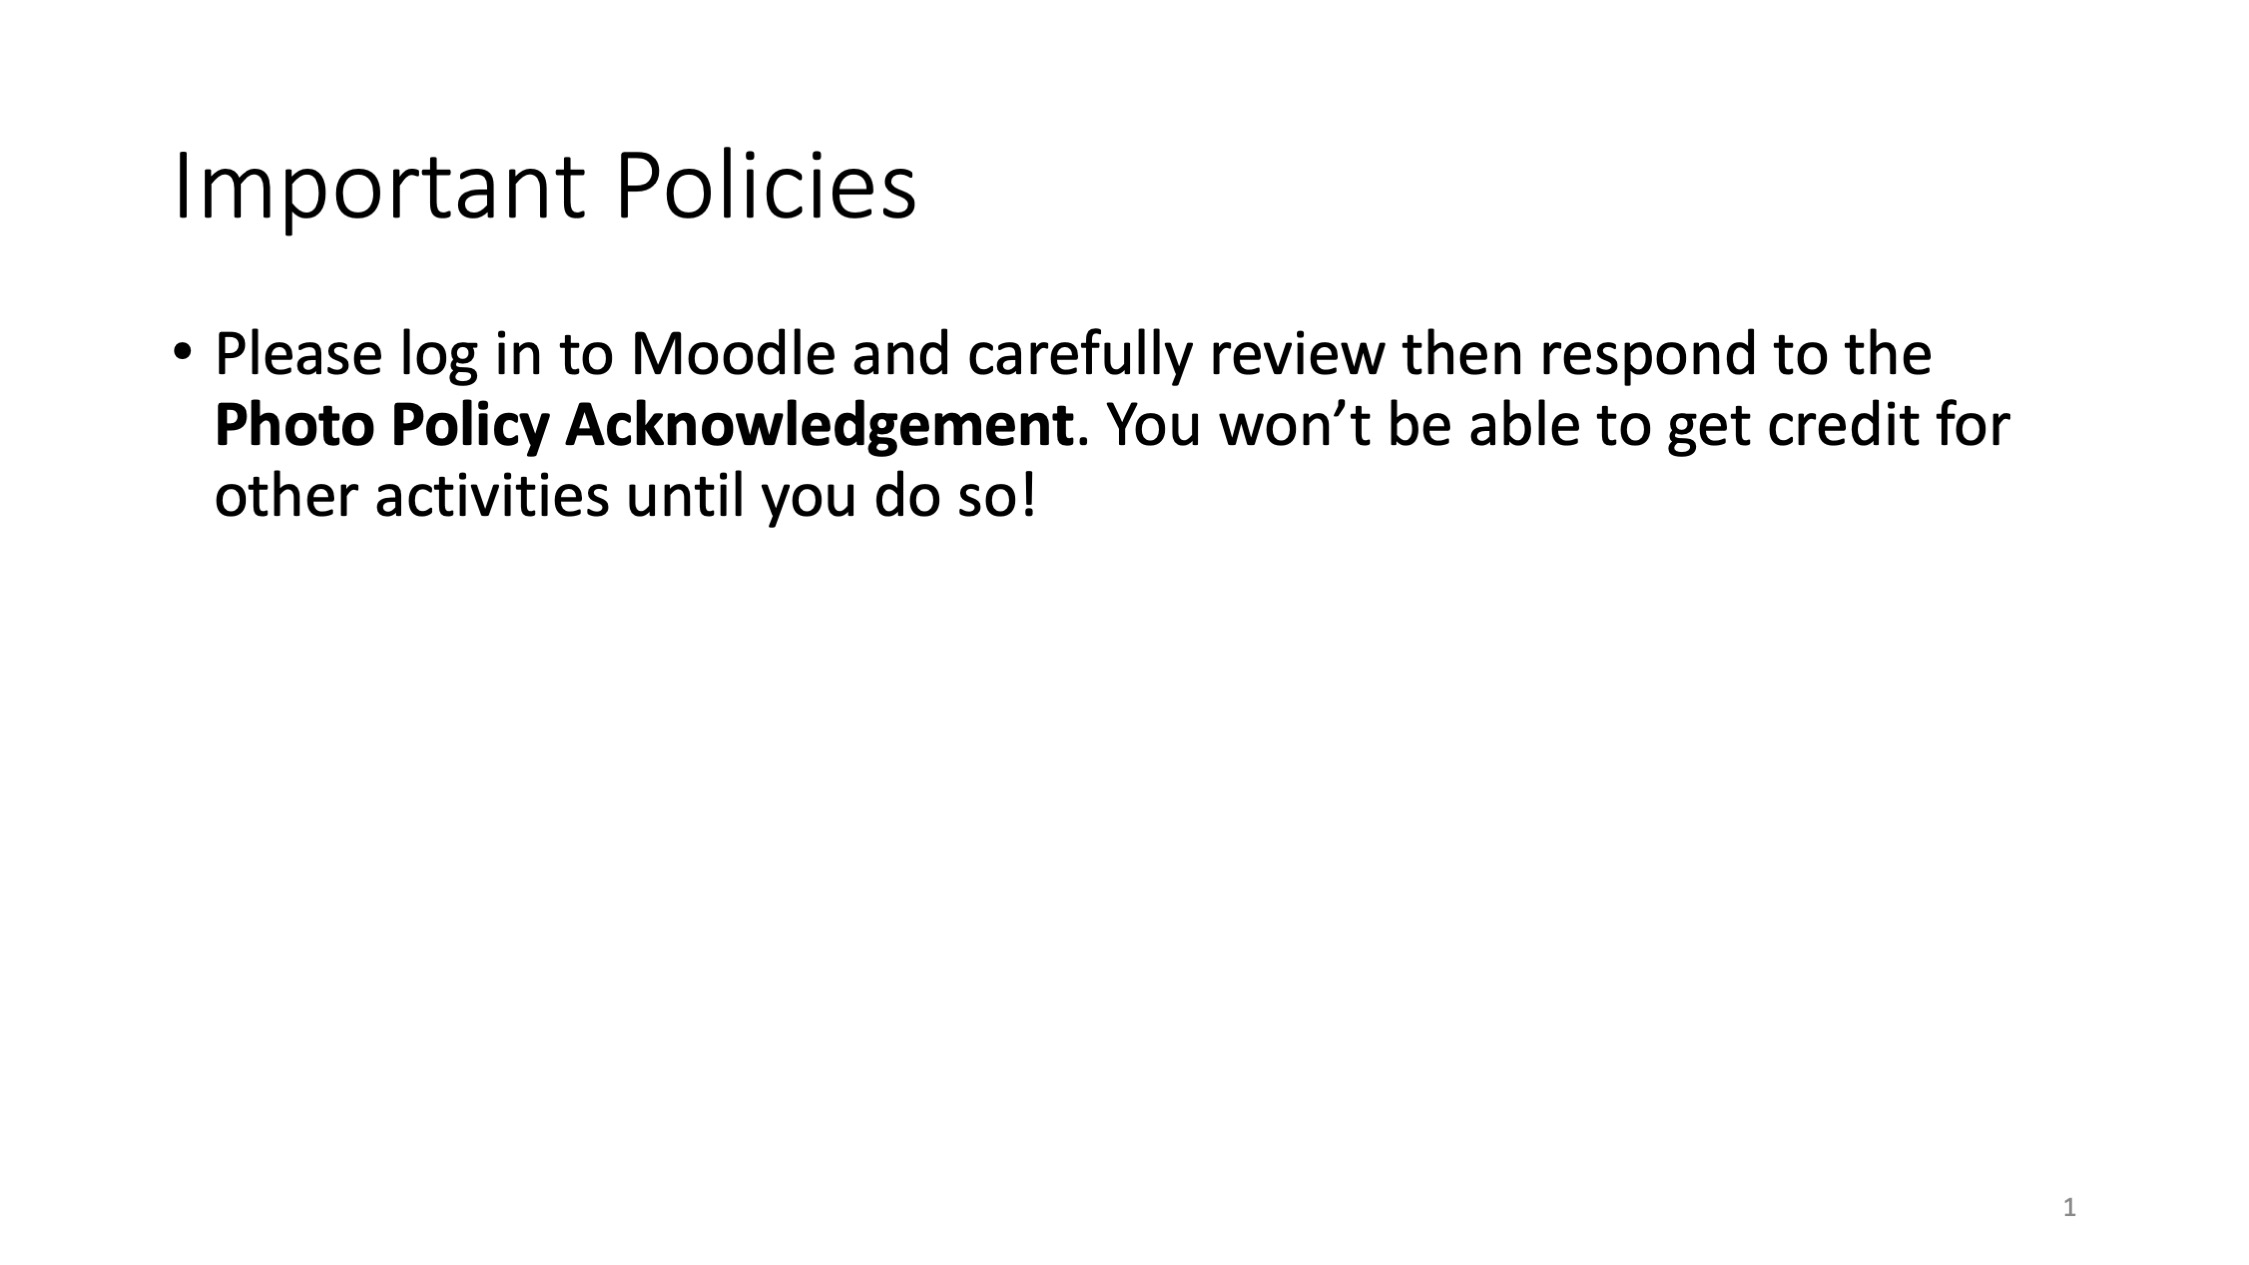 Important Policies
• Please log in to Moodle and carefully review then respond to the
Photo Policy Acknowledgement. You won’t be able to get credit for
other activities until you do so!
1